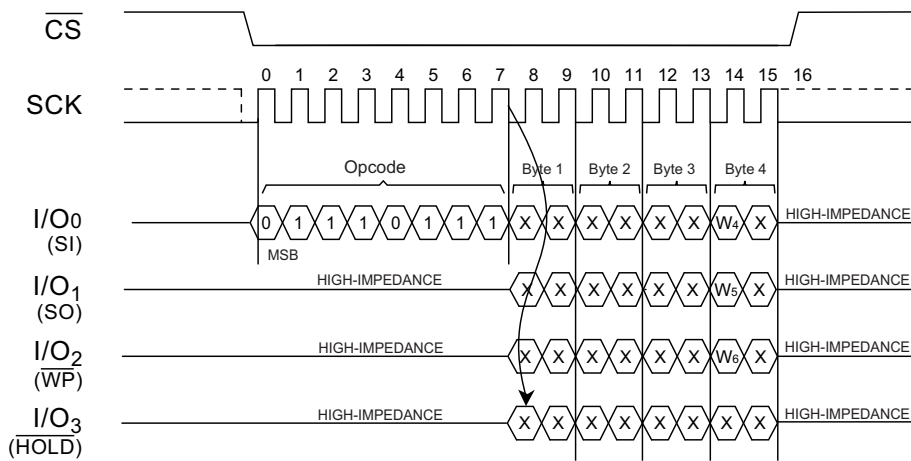 CS
0 1 2 3 4 5 6 7 8 9 10 11 12 13 14 15 16
SCK
Opcode Byte 1 Byte 2 Byte 3 Byte 4
I/O0 0 1 1 1 0 1 1 1 X X X X X X W4 X HIGH-IMPEDANCE
(SI)
MSB
I/O1 HIGH-IMPEDANCE X X X X X X W5 X HIGH-IMPEDANCE
(SO)
I/O2 HIGH-IMPEDANCE X X X X X X W6 X HIGH-IMPEDANCE
(WP)
I/O3 HIGH-IMPEDANCE X X X X X X X X HIGH-IMPEDANCE
(HOLD)